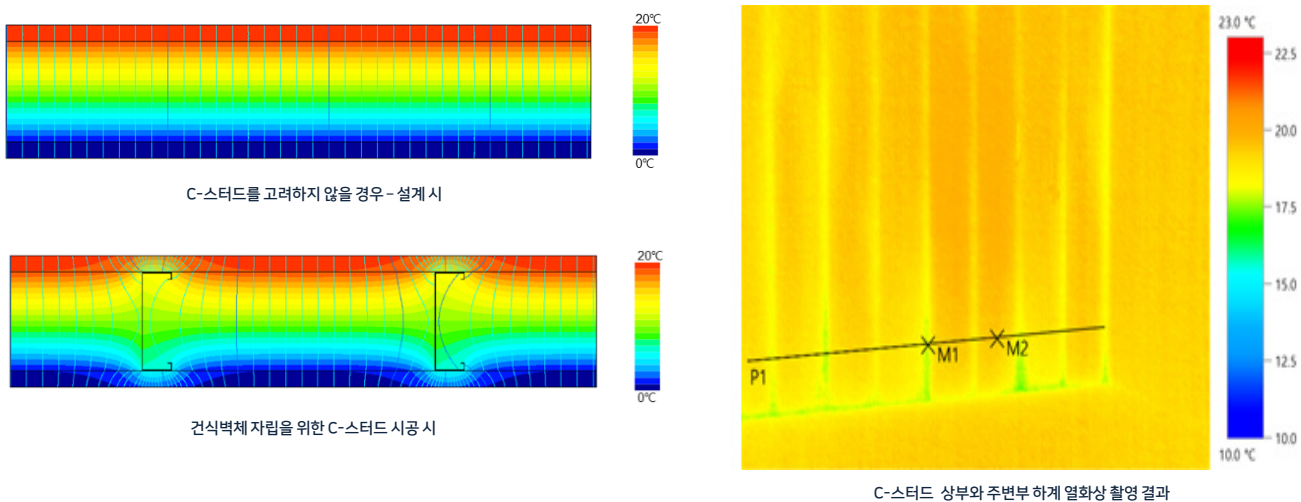 20℃
0℃
C-스터드를 고려하지 않을 경우 – 설계 시
20℃
0℃
건식벽체 자립을 위한 C-스터드 시공 시
P1
M1
M2
23.0 ℃
22.5
20.0
17.5
15.0
12.5
10.0
10.0 ℃
C-스터드 상부와 주변부 하계 열화상 촬영 결과